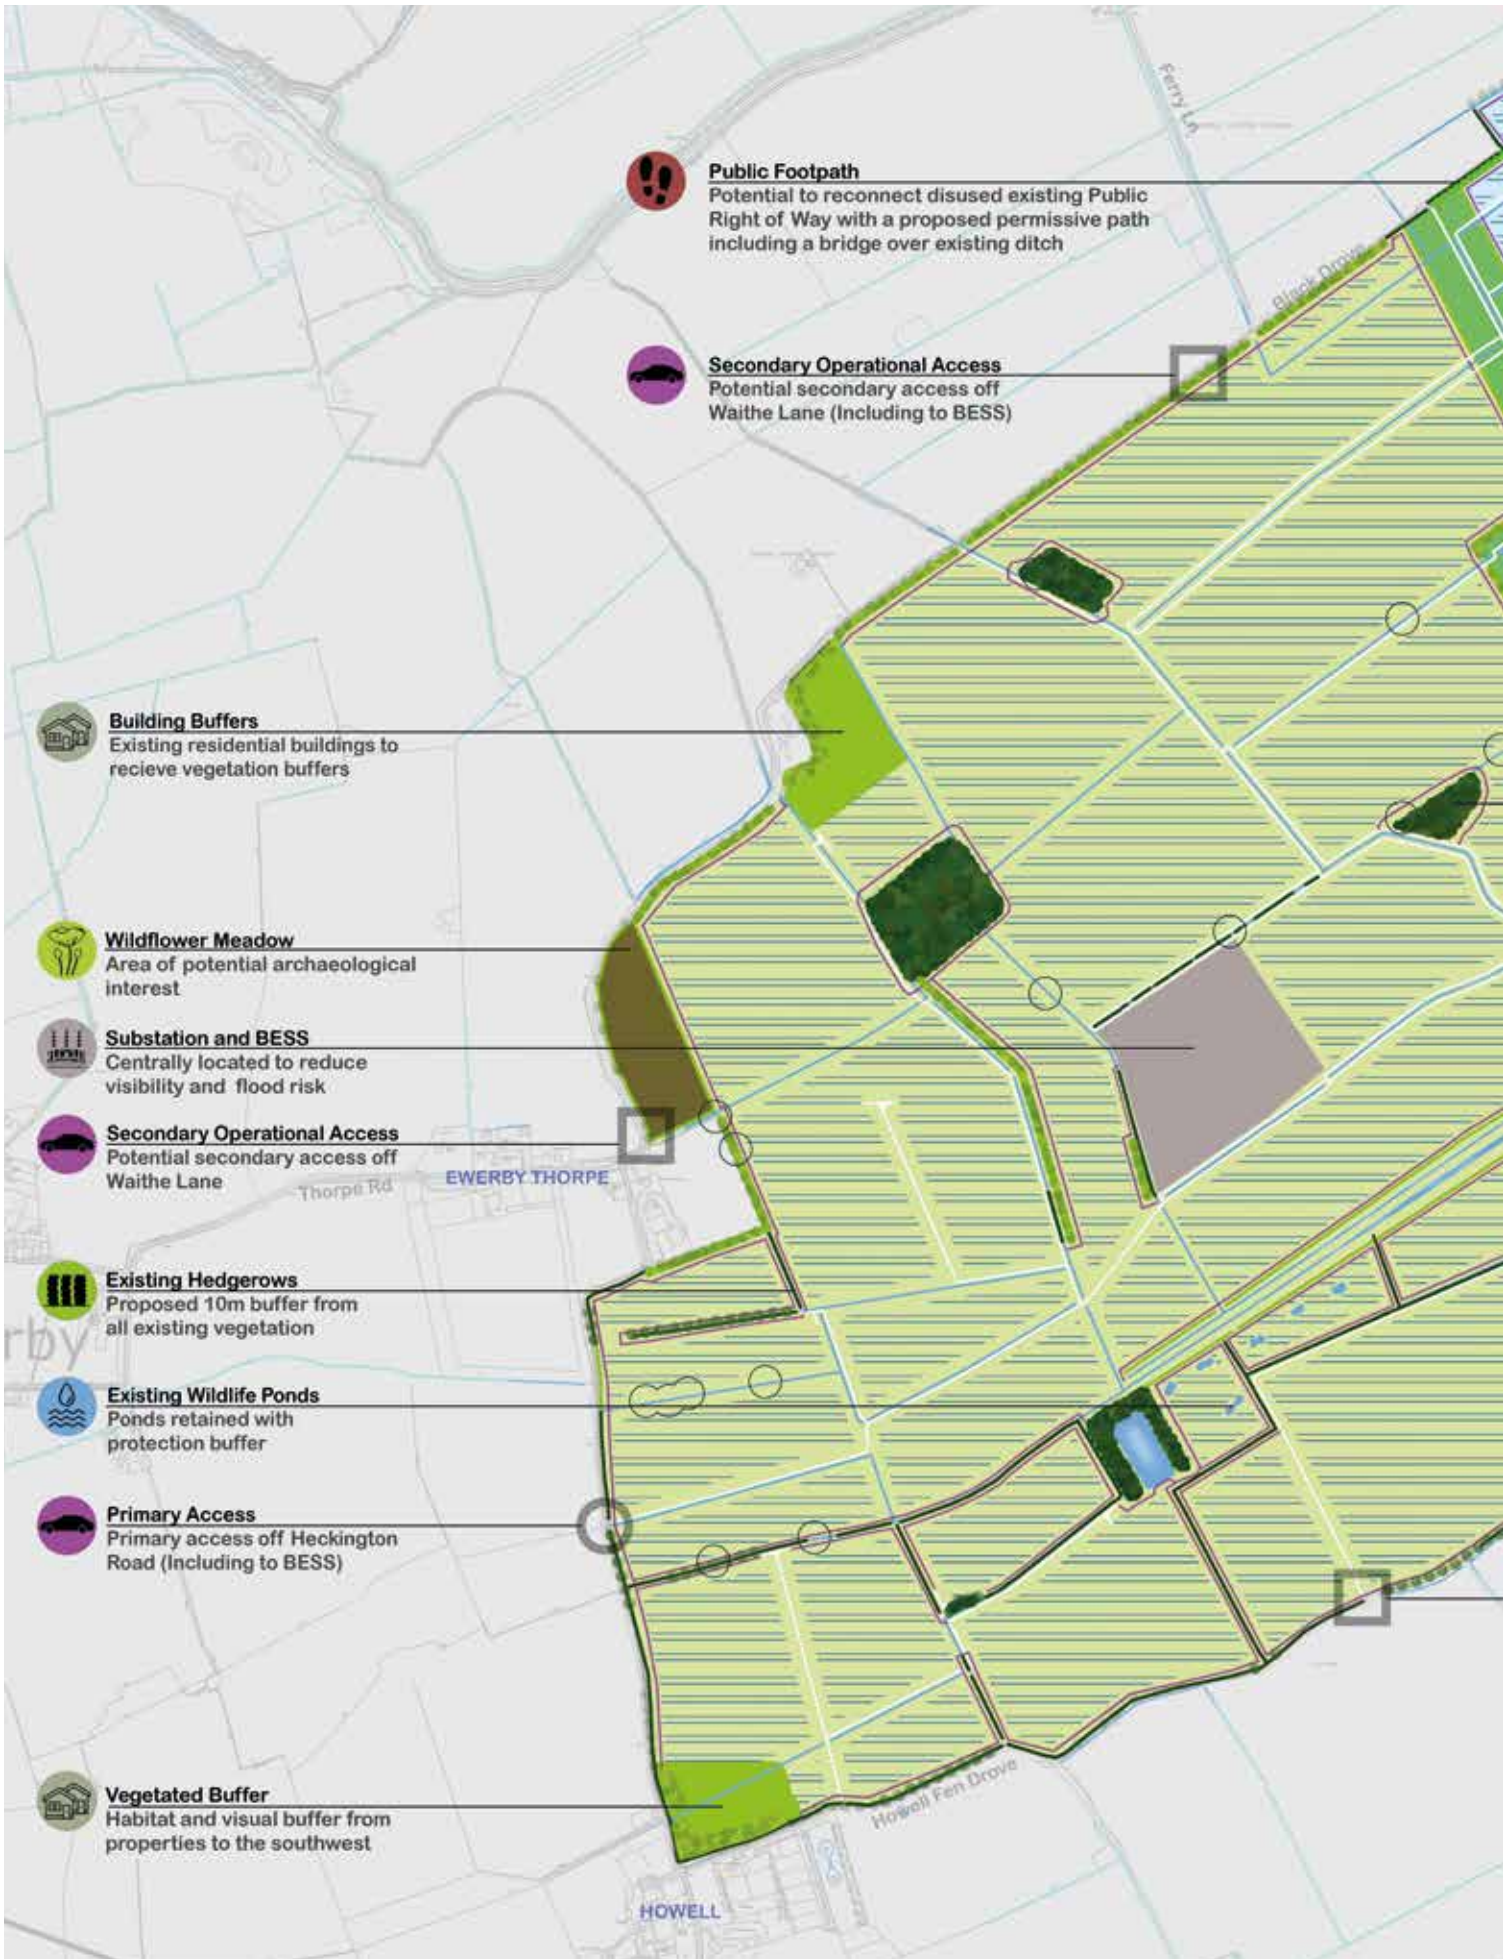 Ferry Ln
Public Footpath
Potential to reconnect disused existing Public
Right of Way with a proposed permissive path
including a bridge over existing ditch
Black Drove
Secondary Operational Access
Potential secondary access off
Waithe Lane (Including to BESS)
Building Buffers
Existing residential buildings to
recieve vegetation buffers
Wildflower Meadow
Area of potential archaeological
interest
Substation and BESS
Centrally located to reduce
visibility and flood risk
Secondary Operational Access
Potential secondary access off
Waithe Lane
Thorpe Rd
EWERBY THORPE
Existing Hedgerows
Proposed 10m buffer from
all existing vegetation
rby
Existing Wildlife Ponds
Ponds retained with
protection buffer
Primary Access
Primary access off Heckington
Road (Including to BESS)
Vegetated Buffer
Habitat and visual buffer from
properties to the southwest
Howell Fen Drove
HOWELL